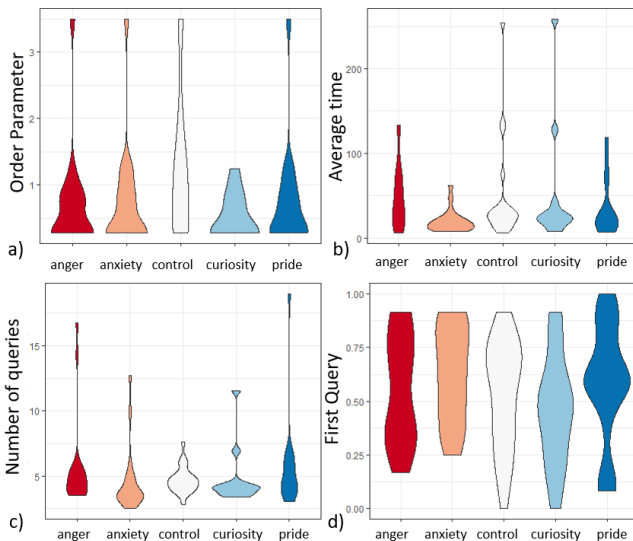 Order Parameter
3
2
1
a)
anger anxiety control curiosity pride
Average time
200
100
0
b)
anger anxiety control curiosity pride
Number of queries
15
10
5
c)
anger anxiety control curiosity pride
First Query
1.00
0.75
0.50
0.25
0.00
d)
anger anxiety control curiosity pride